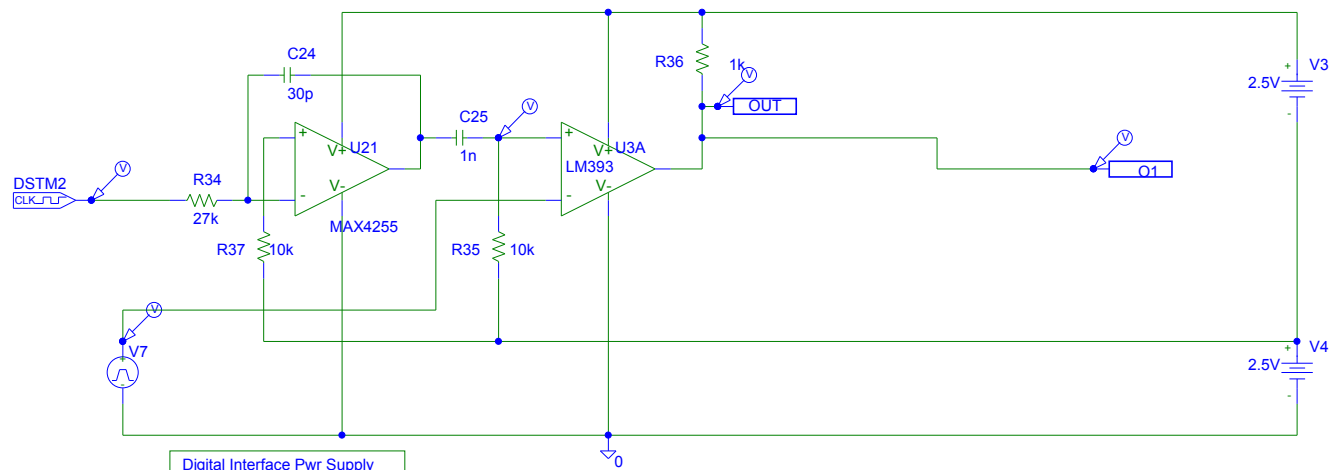 C24
30p
R36
1k
V
OUT
V3
+
2.5V
-
C25
1n
V
+
-
V+
U21
V-
MAX4255
+
-
V+
U3A
LM393
V-
V
O1
DSTM2
CLK
V
R34
27k
R37
10k
R35
10k
V
V7
+
-
V4
+
2.5V
-
0
Digital Interface Pwr Supply